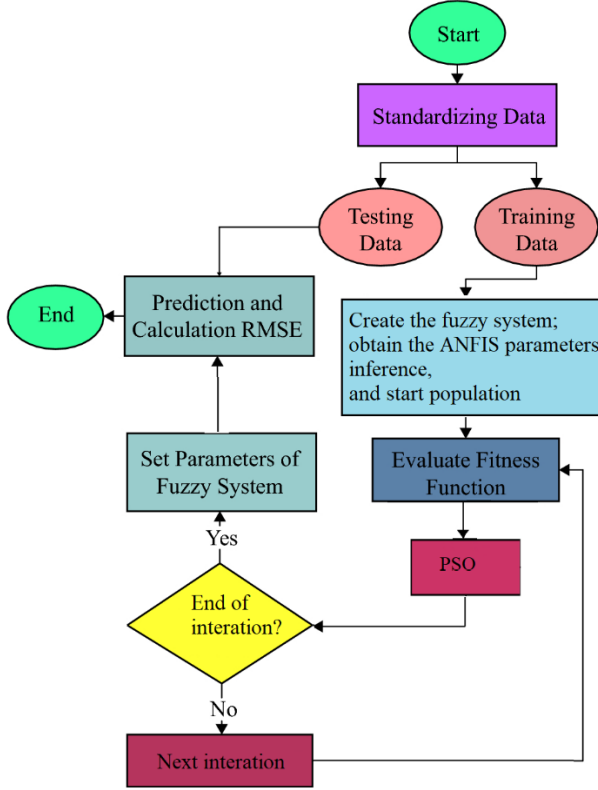 Start
Standardizing Data
Testing
Data
Training
Data
Prediction and
Calculation RMSE
End
Create the fuzzy system;
obtain the ANFIS parameters
inference,
and start population
Set Parameters of
Fuzzy System
Evaluate Fitness
Function
Yes
PSO
End of
interation?
No
Next interation